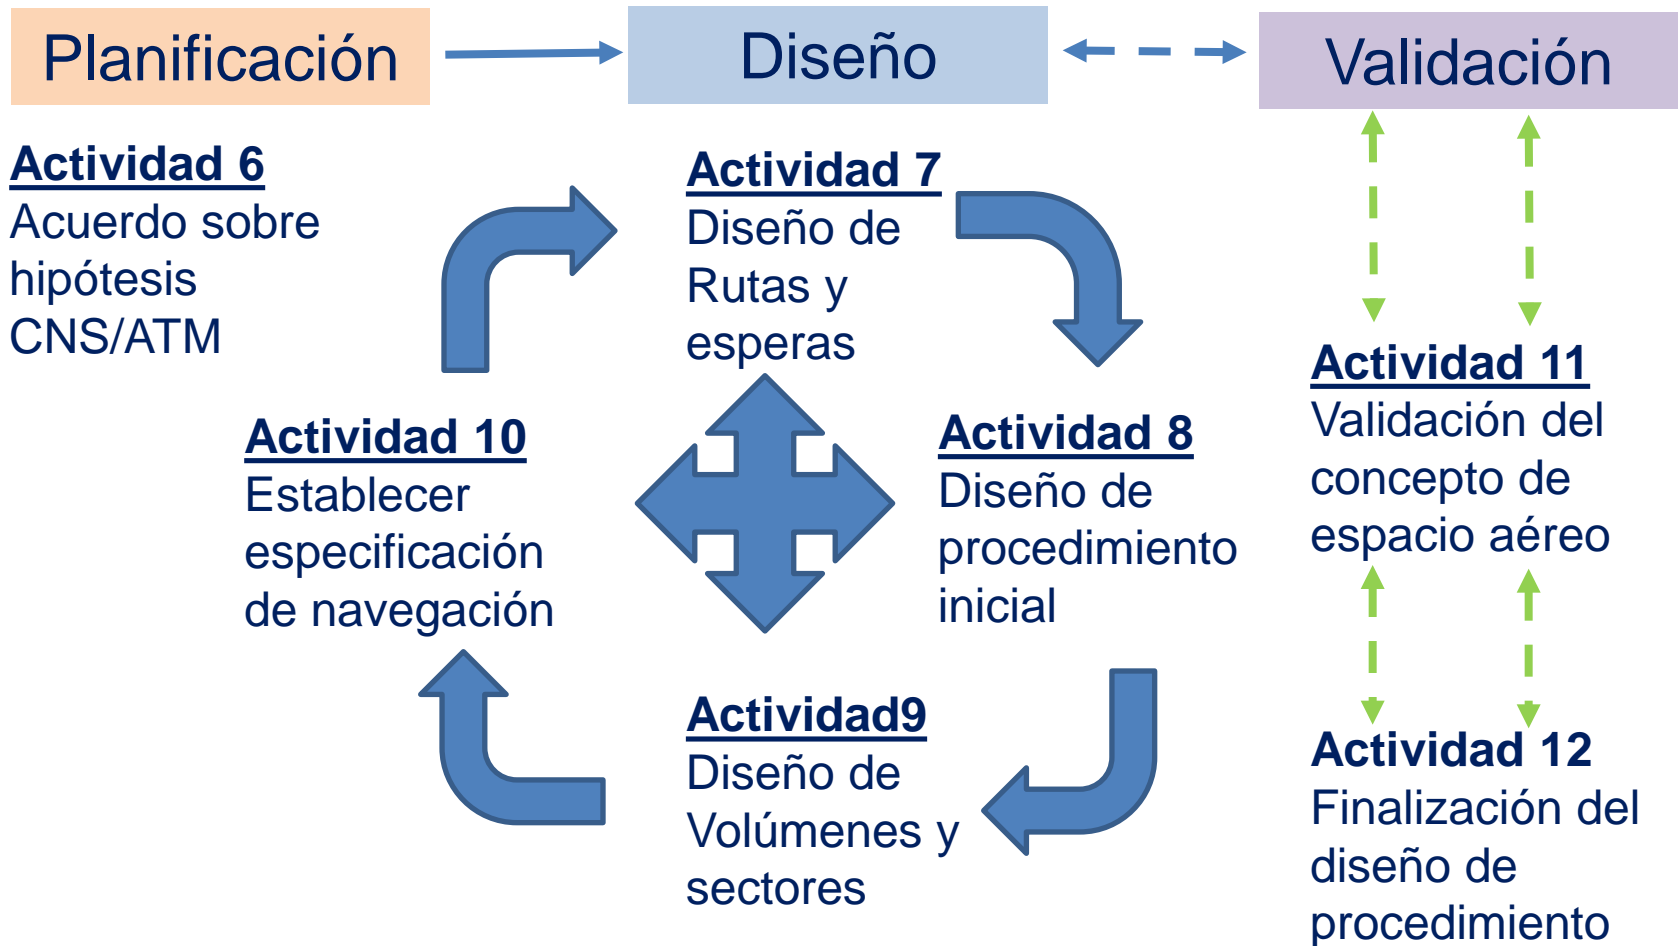 Planificación
Diseño
Validación
Actividad 6
Acuerdo sobre
hipótesis
CNS/ATM
Actividad 7
Diseño de
Rutas y
esperas
Actividad 10
Establecer
especificación
de navegación
Actividad 8
Diseño de
procedimiento
inicial
Actividad9
Diseño de
Volúmenes y
sectores
Actividad 11
Validación del
concepto de
espacio aéreo
Actividad 12
Finalización del
diseño de
procedimiento